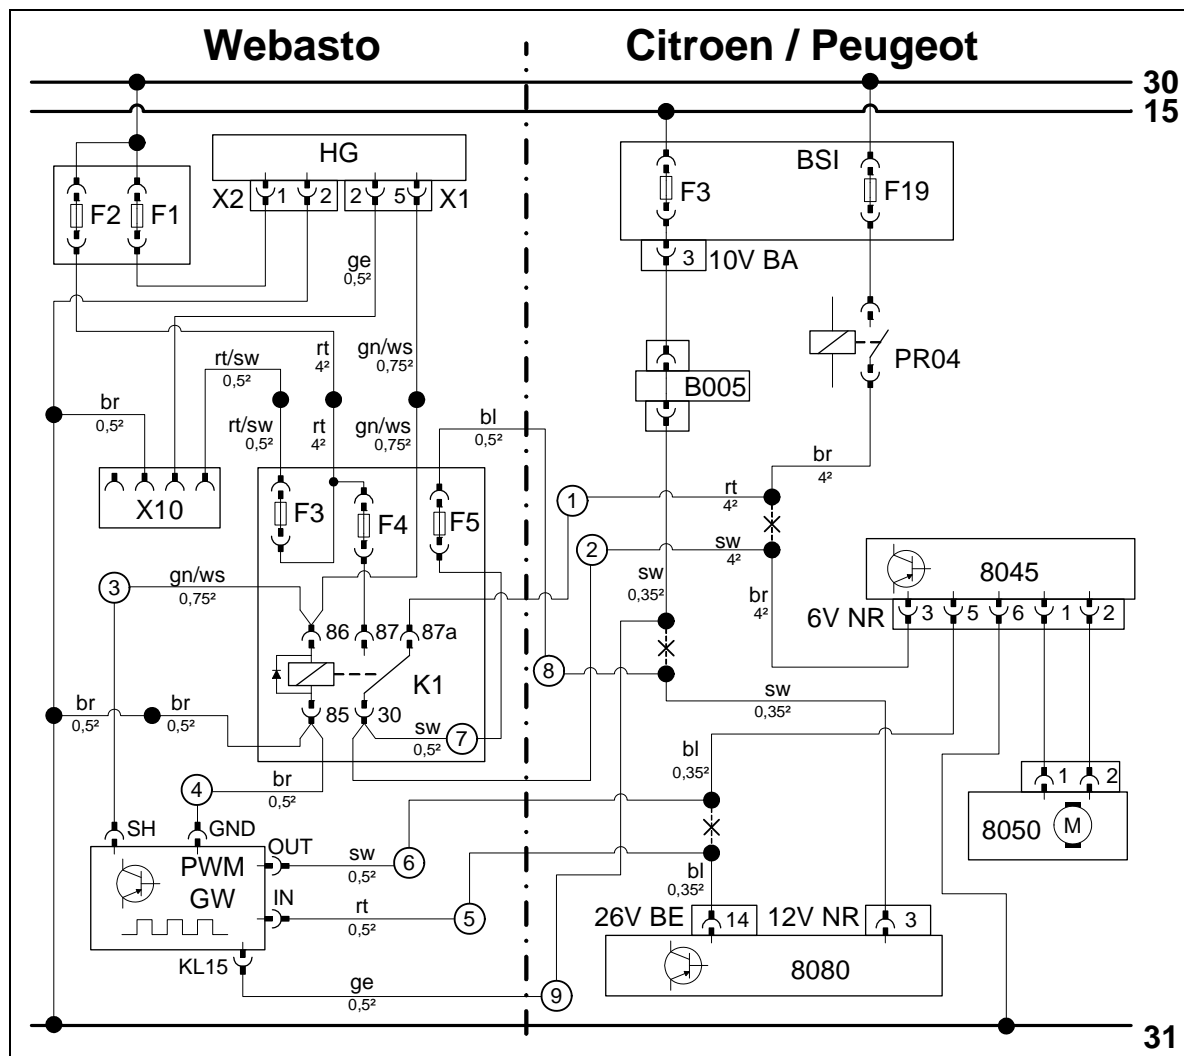 Webasto
Citroen / Peugeot
30
15
HG
BSI
X2 1 2 2 5 X1
F2 F1
F3
F19
3 10V BA
ge
0,5²
rt/sw
0,5²
rt
4²
gn/ws
0,75²
PR04
B005
br
0,5²
rt/sw
0,5²
rt
4²
gn/ws
0,75²
bl
0,5²
br
4²
X10
F3 F4 F5
1
rt
4²
2
sw
4²
8045
3
gn/ws
0,75²
sw
0,35²
br
4²
6V NR 3 5 6 1 2
86 87 87a
K1
8
br
0,5²
br
0,5²
85 30
sw
0,5²
7
sw
0,35²
bl
0,35²
4
br
0,5²
1 2
8050 M
SH GND
OUT
PWM
GW
sw
0,5²
6
IN
rt
0,5²
5
bl
0,35²
26V BE 14 12V NR 3
KL15
8080
ge
0,5²
9
31